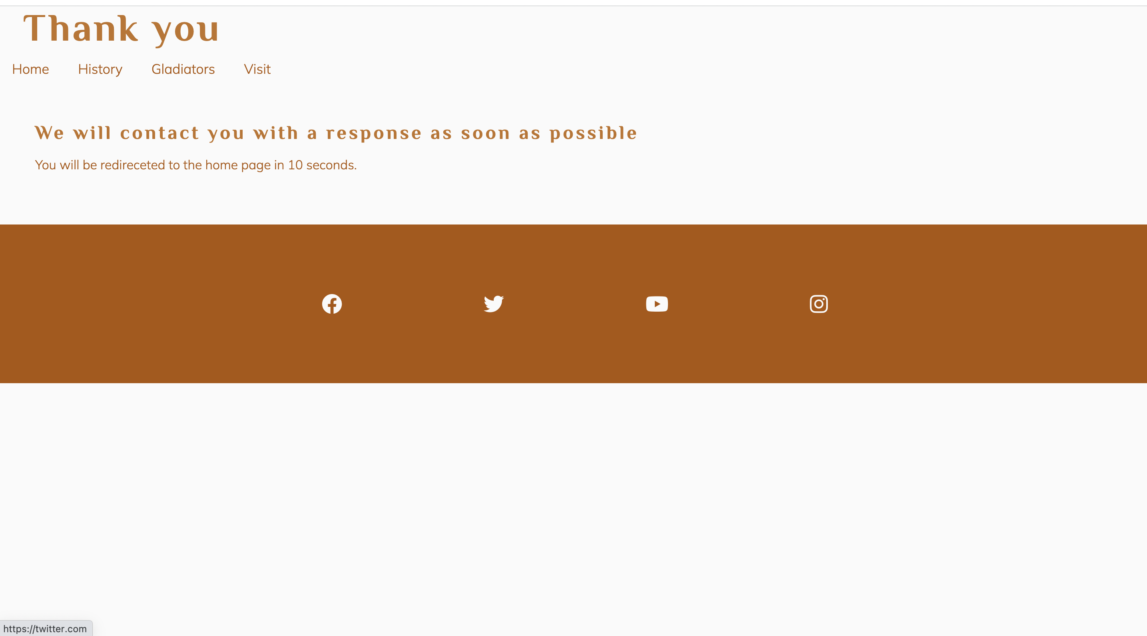 Thank you
Home History Gladiators Visit
We will contact you with a response as soon as possible
You will be redireceted to the home page in 10 seconds.
https://twitter.com